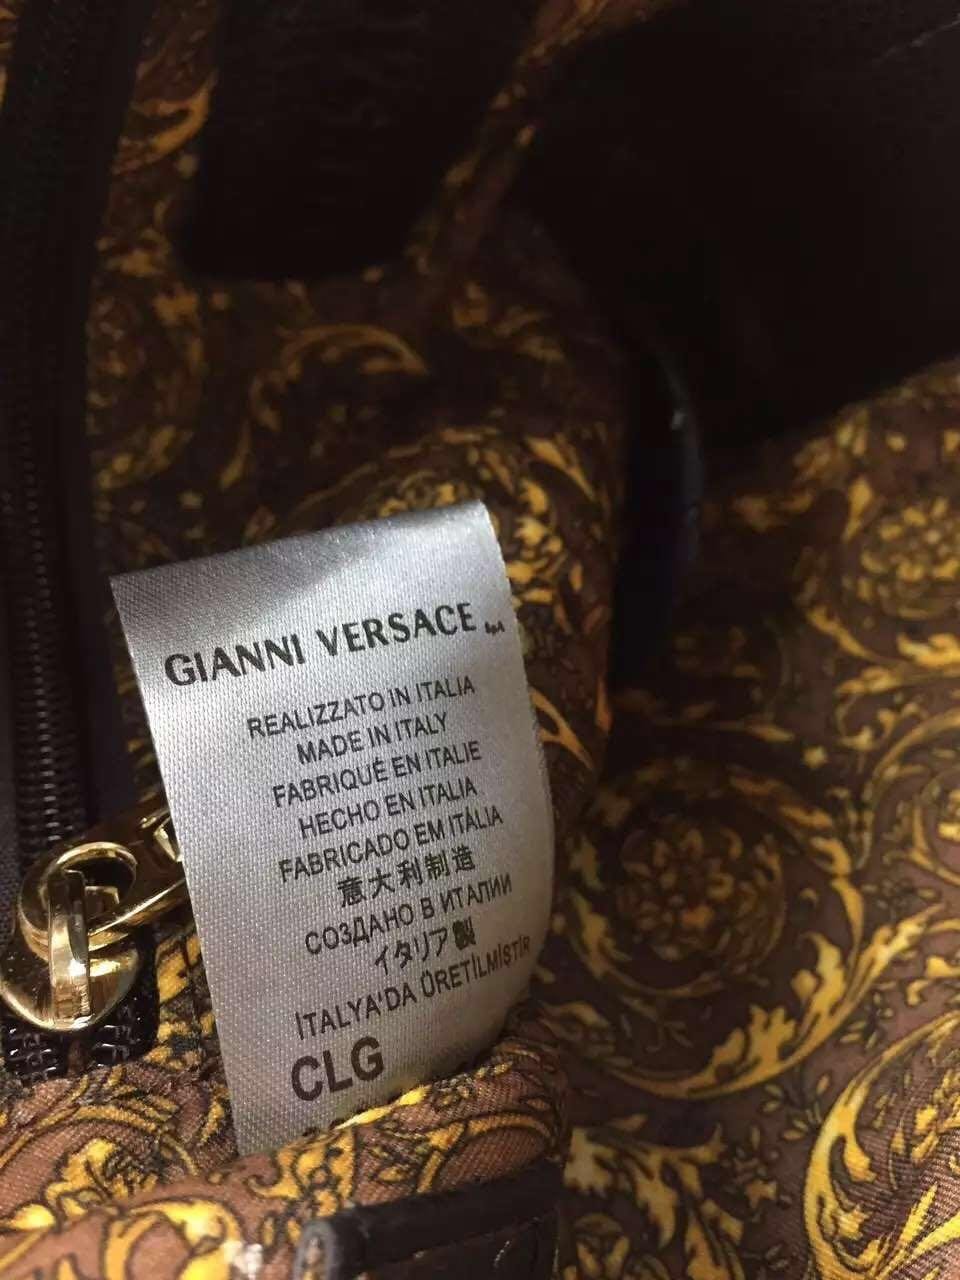 GIANNI VERSACE SpA
REALIZZATO IN ITALIA
MADE IN ITALY
FABRIQUÉ EN ITALIE
HECHO EN ITALIA
FABRICADO EM ITÁLIA
意大利制造
СОЗДАНО В ИТАЛИИ
イタリア製
İTALYA'DA ÜRETİLMİŞTİR
CLG